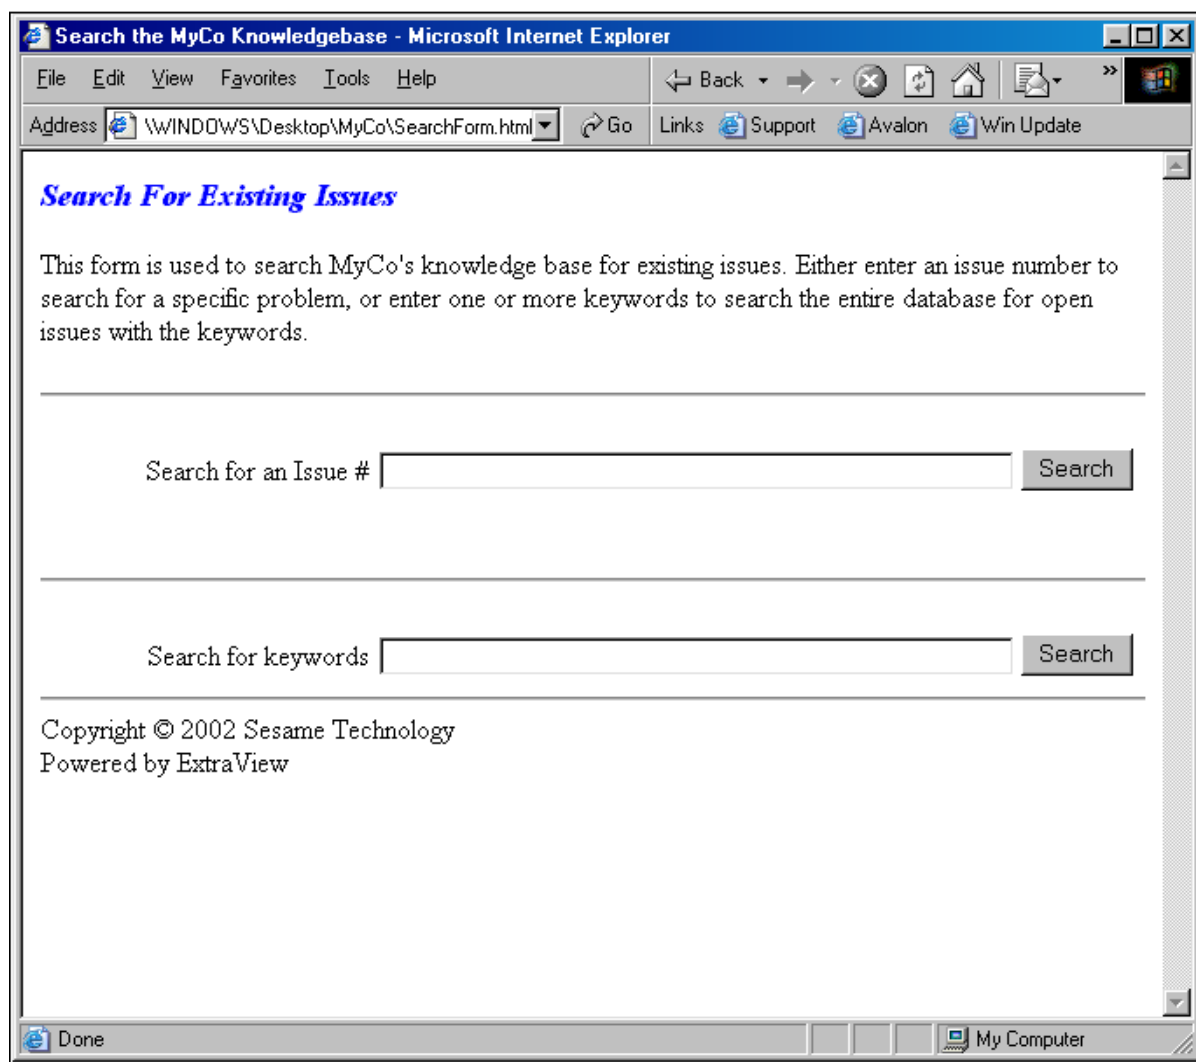 Search the MyCo Knowledgebase - Microsoft Internet Explorer
File Edit View Favorites Tools Help Back »
Address \WINDOWS\Desktop\MyCo\SearchForm.html Go Links Support Avalon Win Update
Search For Existing Issues
This form is used to search MyCo's knowledge base for existing issues. Either enter an issue number to
search for a specific problem, or enter one or more keywords to search the entire database for open
issues with the keywords.
Search for an Issue # Search
Search for keywords Search
Copyright © 2002 Sesame Technology
Powered by ExtraView
Done My Computer